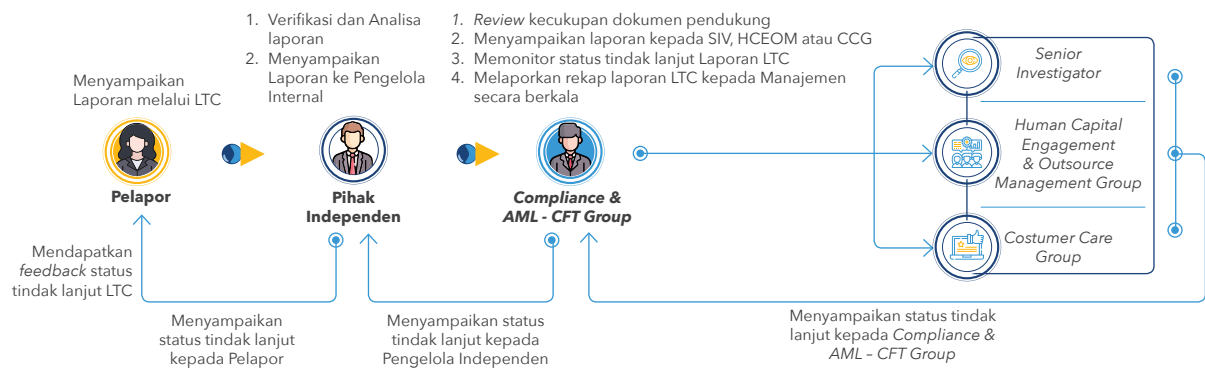 Menyampaikan
Laporan melalui LTC
Pelapor
1. Verifikasi dan Analisa
laporan
2. Menyampaikan
Laporan ke Pengelola
Internal
Pihak
Independen
1. Review kecukupan dokumen pendukung
2. Menyampaikan laporan kepada SIV, HCEOM atau CCG
3. Memonitor status tindak lanjut Laporan LTC
4. Melaporkan rekap laporan LTC kepada Manajemen
secara berkala
Compliance &
AML - CFT Group
Senior
Investigator
Human Capital
Engagement
& Outsource
Management Group
Costumer Care
Group
Mendapatkan
feedback status
tindak lanjut LTC
Menyampaikan
status tindak lanjut
kepada Pelapor
Menyampaikan status
tindak lanjut kepada
Pengelola Independen
Menyampaikan status tindak
lanjut kepada Compliance &
AML – CFT Group